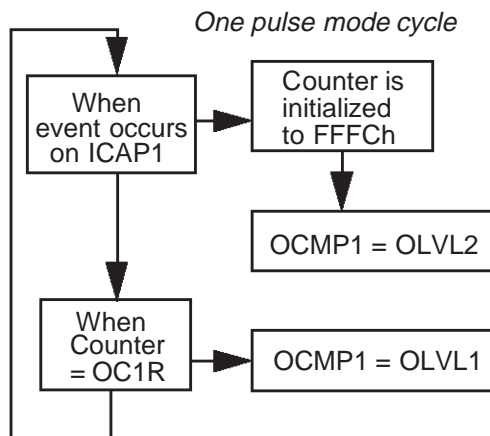 One pulse mode cycle
When
event occurs
on ICAP1
Counter is
initialized
to FFFCh
OCMP1 = OLVL2
When
Counter
= OC1R
OCMP1 = OLVL1